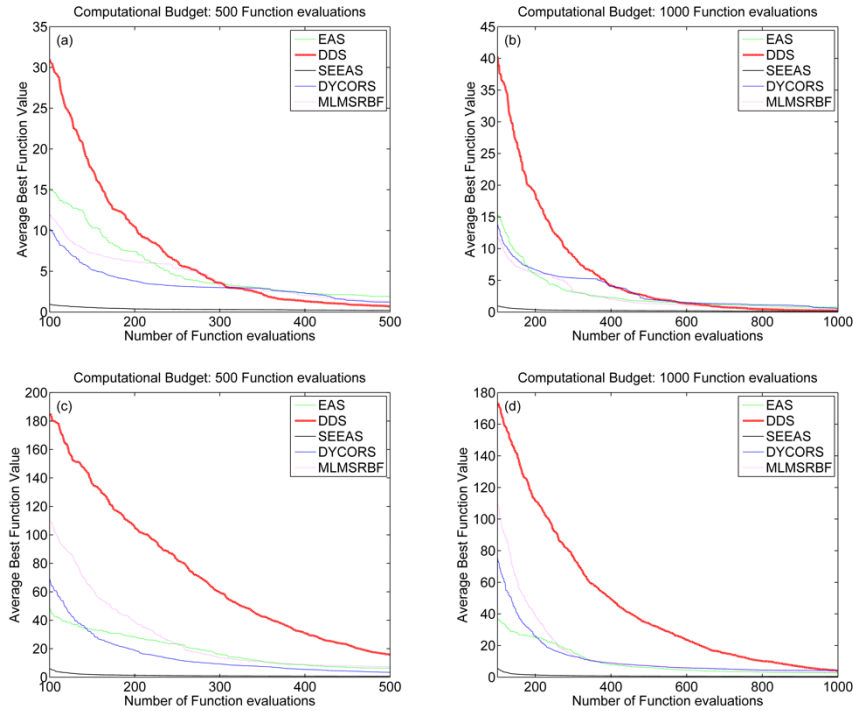 Computational Budget: 500 Function evaluations
35
30
25
20
15
10
5
0
Average Best Function Value
(a)
EAS
DDS
SEEAS
DYCORS
MLMSRBF
100 200 300 400 500
Number of Function evaluations
Computational Budget: 1000 Function evaluations
45
40
35
30
25
20
15
10
5
0
Average Best Function Value
(b)
EAS
DDS
SEEAS
DYCORS
MLMSRBF
200 400 600 800 1000
Number of Function evaluations
Computational Budget: 500 Function evaluations
200
180
160
140
120
100
80
60
40
20
0
Average Best Function Value
(c)
EAS
DDS
SEEAS
DYCORS
MLMSRBF
100 200 300 400 500
Number of Function evaluations
Computational Budget: 1000 Function evaluations
180
160
140
120
100
80
60
40
20
0
Average Best Function Value
(d)
EAS
DDS
SEEAS
DYCORS
MLMSRBF
200 400 600 800 1000
Number of Function evaluations